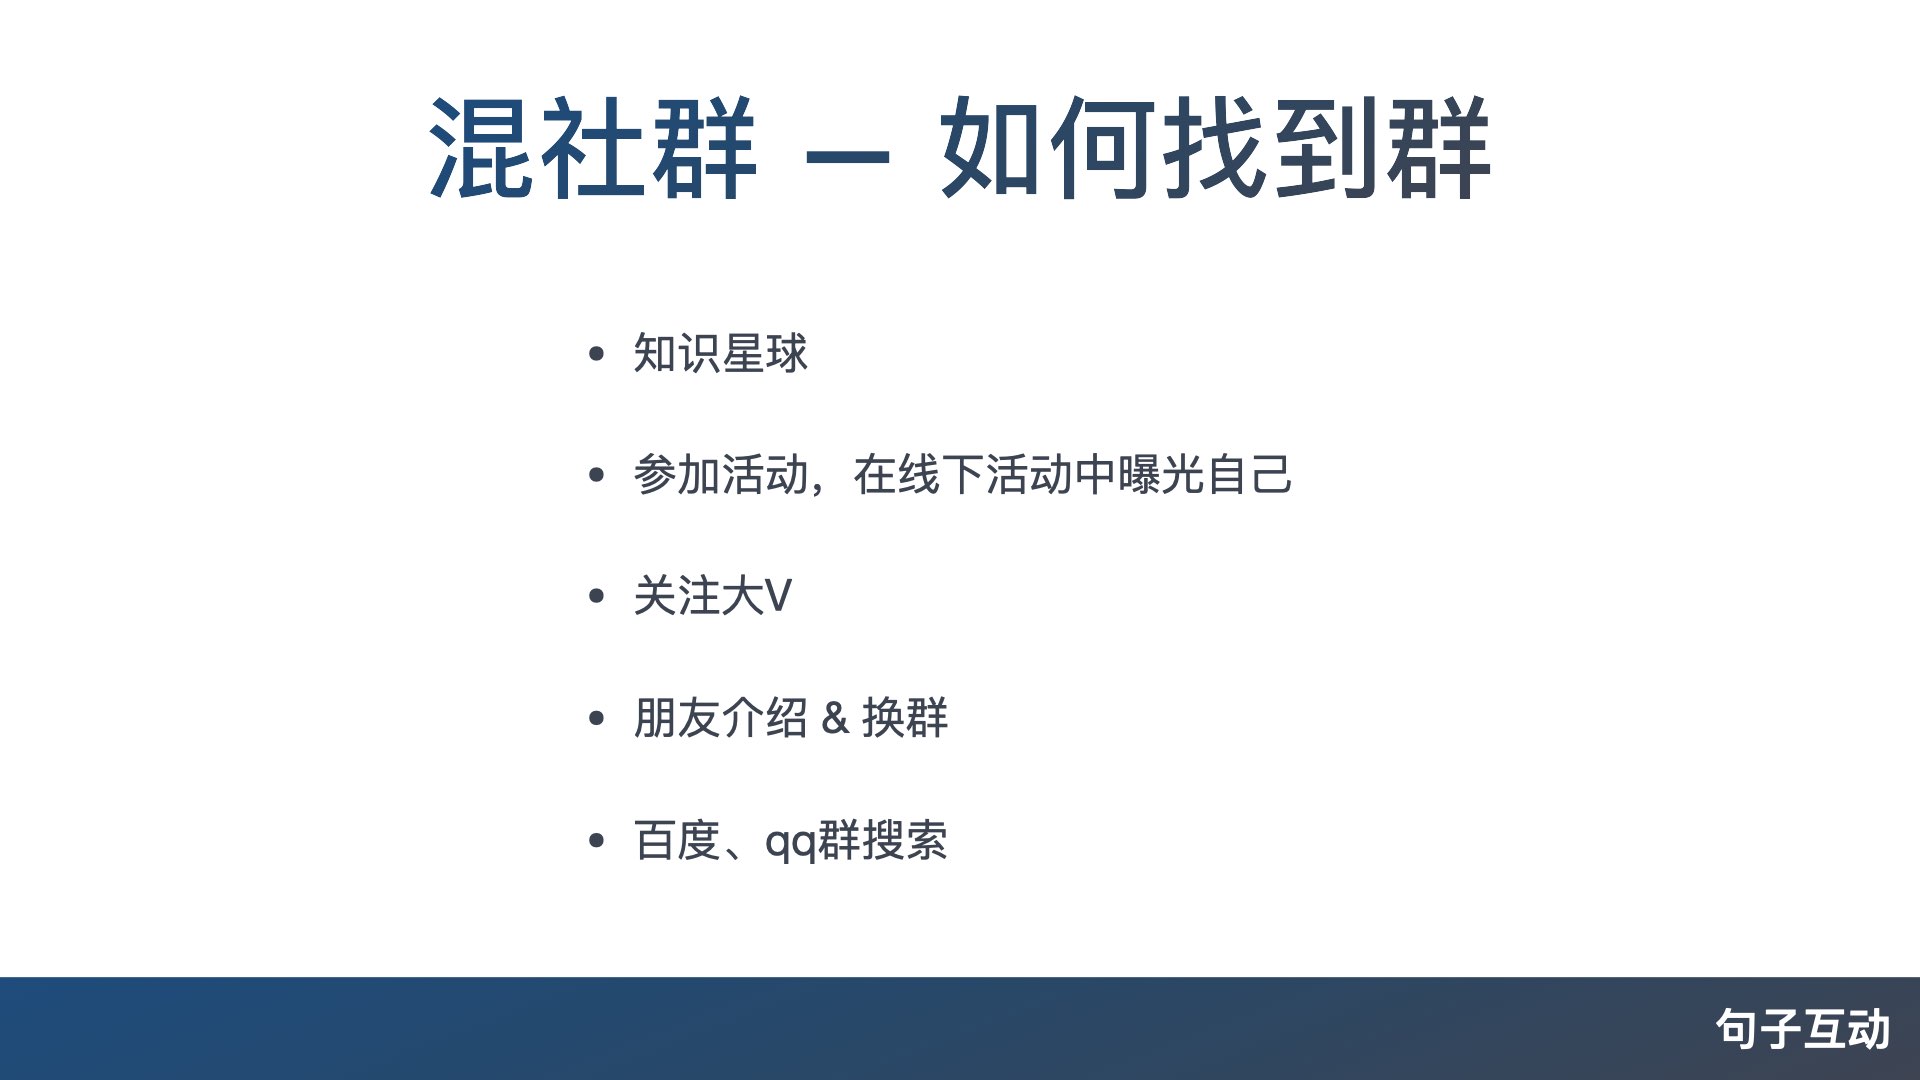 混社群 — 如何找到群
• 知识星球
• 参加活动，在线下活动中曝光自己
• 关注大V
• 朋友介绍 & 换群
• 百度、qq群搜索
句子互动